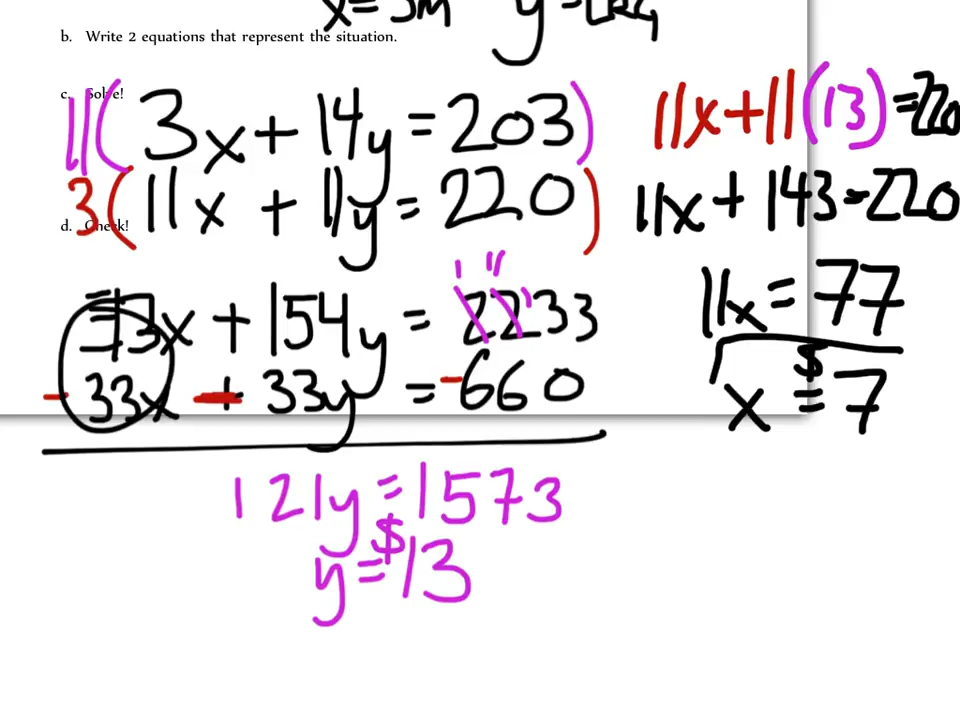 b. Write 2 equations that represent the situation.
c. Solve!
11(3x + 14y = 203)
3(11x + 11y = 220)
d. Check!
33x + 154y = 2233
- 33x - 33y = -660
121y = 1573
y = $13
11x + 11(13) = 220
11x + 143 = 220
11x = 77
x = $7